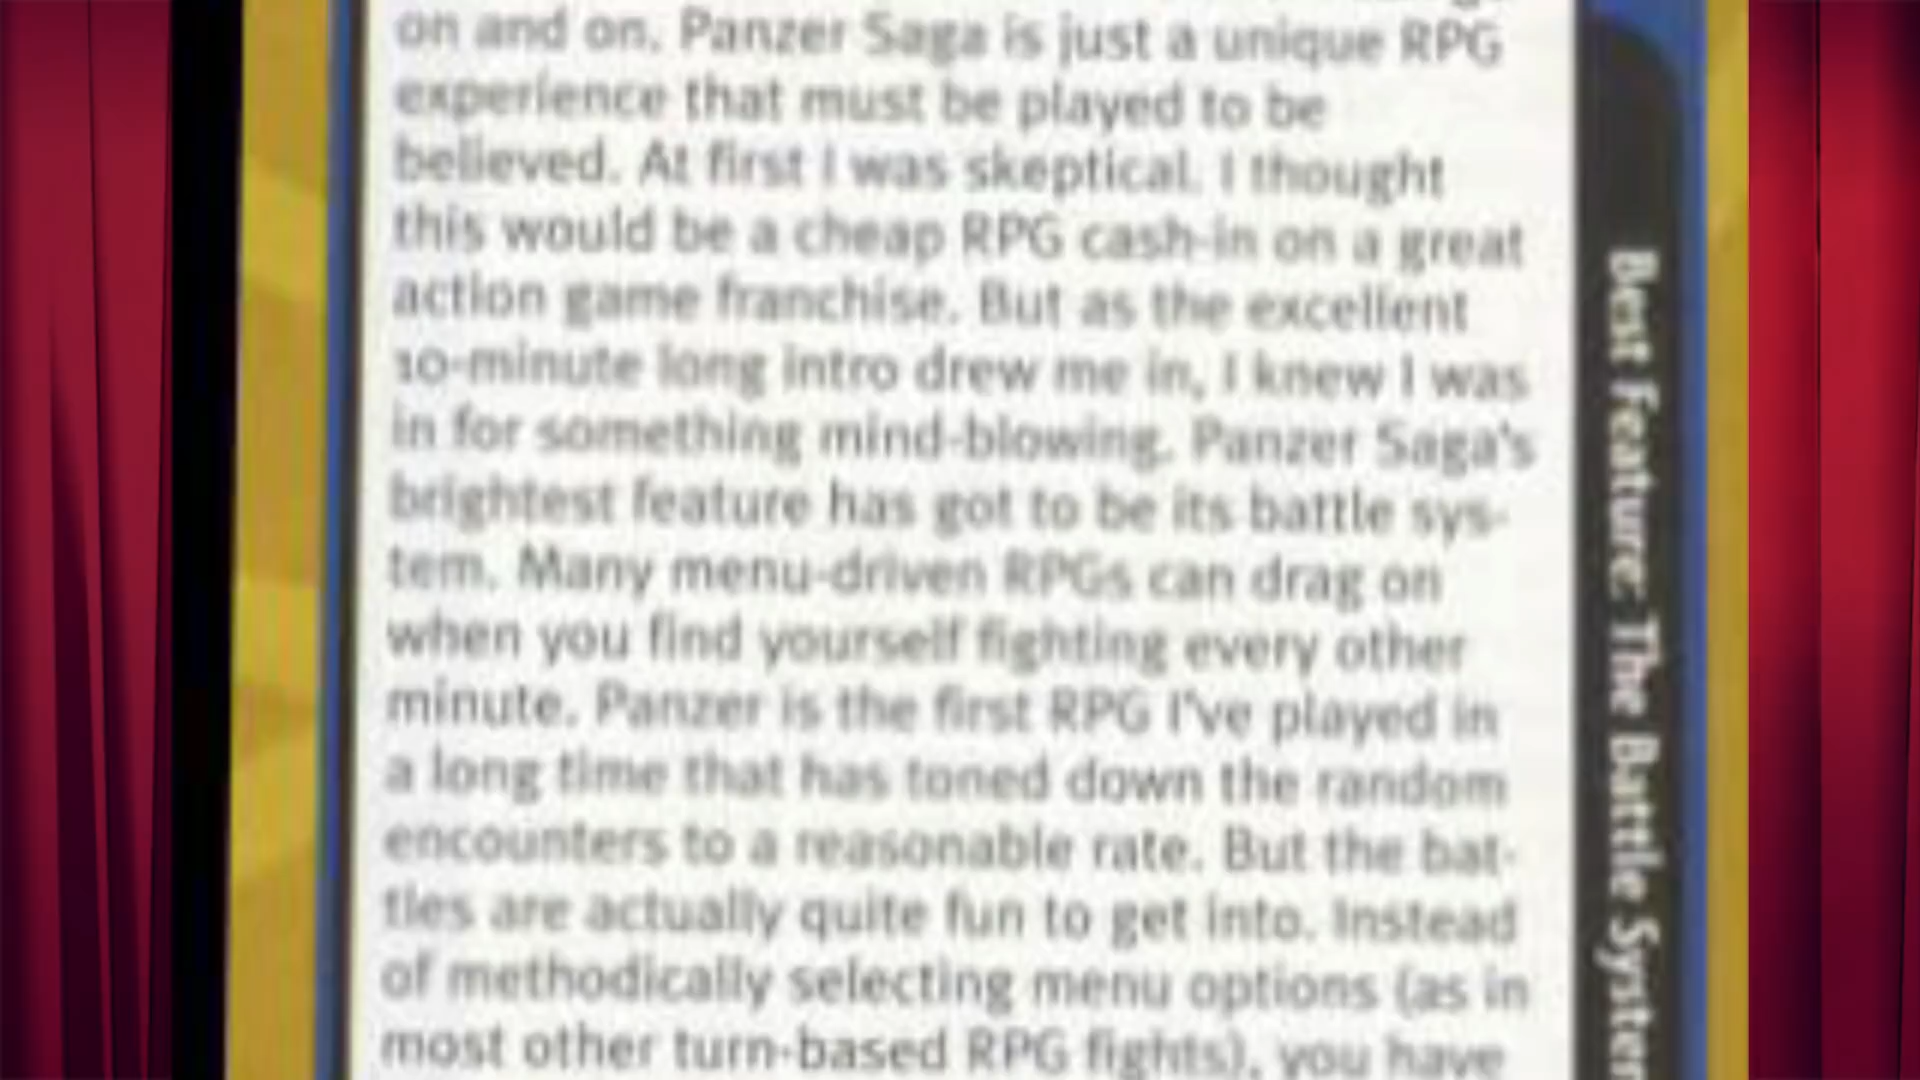 on and on. Panzer Saga is just a unique RPG
experience that must be played to be
believed. At first I was skeptical. I thought
this would be a cheap RPG cash-in on a great
action game franchise. But as the excellent
10-minute long intro drew me in, I knew I was
in for something mind-blowing. Panzer Saga's
brightest feature has got to be its battle sys-
tem. Many menu-driven RPGs can drag on
when you find yourself fighting every other
minute. Panzer is the first RPG I've played in
a long time that has toned down the random
encounters to a reasonable rate. But the bat-
tles are actually quite fun to get into. Instead
of methodically selecting menu options (as in
most other turn-based RPG fights), you have
Best Feature: The Battle System